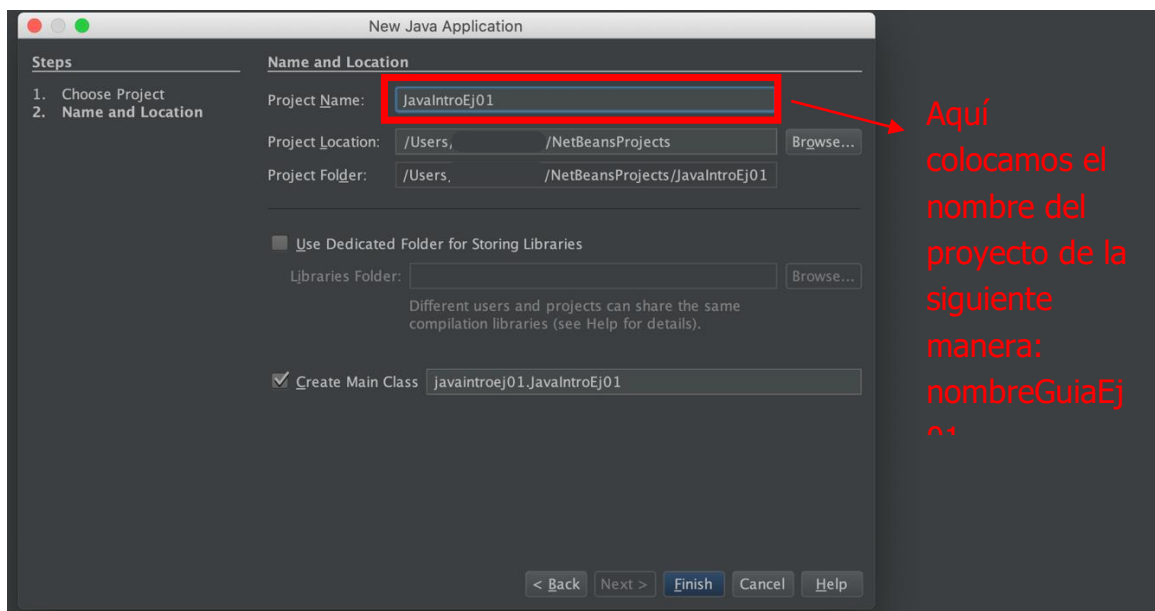 New Java Application
Steps
1. Choose Project
2. Name and Location
Name and Location
Project Name: JavaIntroEj01
Project Location: /Users, /NetBeansProjects Browse...
Project Folder: /Users, /NetBeansProjects/JavaIntroEj01
Use Dedicated Folder for Storing Libraries
Libraries Folder: Browse...
Different users and projects can share the same
compilation libraries (see Help for details).
Create Main Class javaintroej01.JavaIntroEj01
< Back Next > Finish Cancel Help
Aquí
colocamos el
nombre del
proyecto de la
siguiente
manera:
nombreGuiaEj